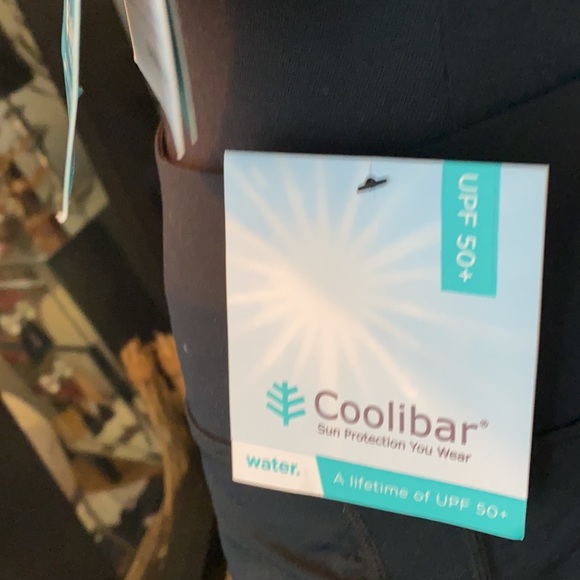 UPF 50+
Coolibar®
Sun Protection You Wear
water.
A lifetime of UPF 50+